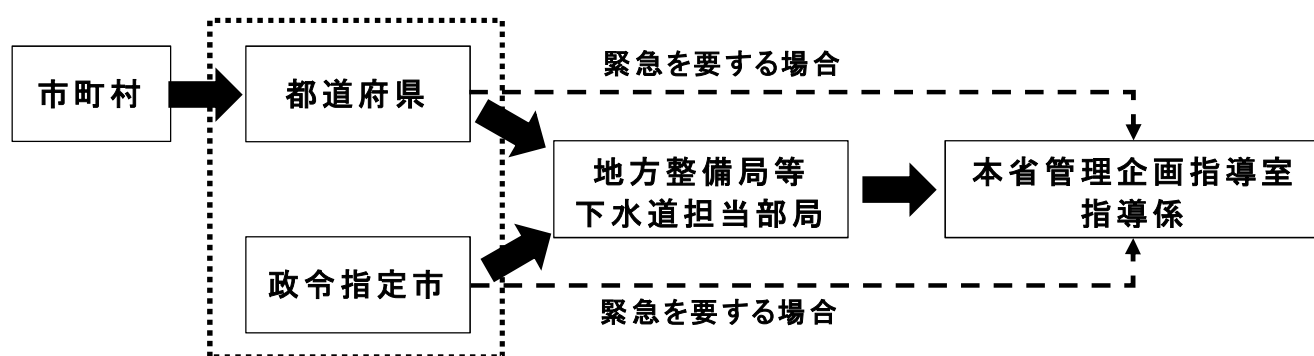 緊急を要する場合
市町村
都道府県
地方整備局等
下水道担当部局
本省管理企画指導室
指導係
政令指定市
緊急を要する場合